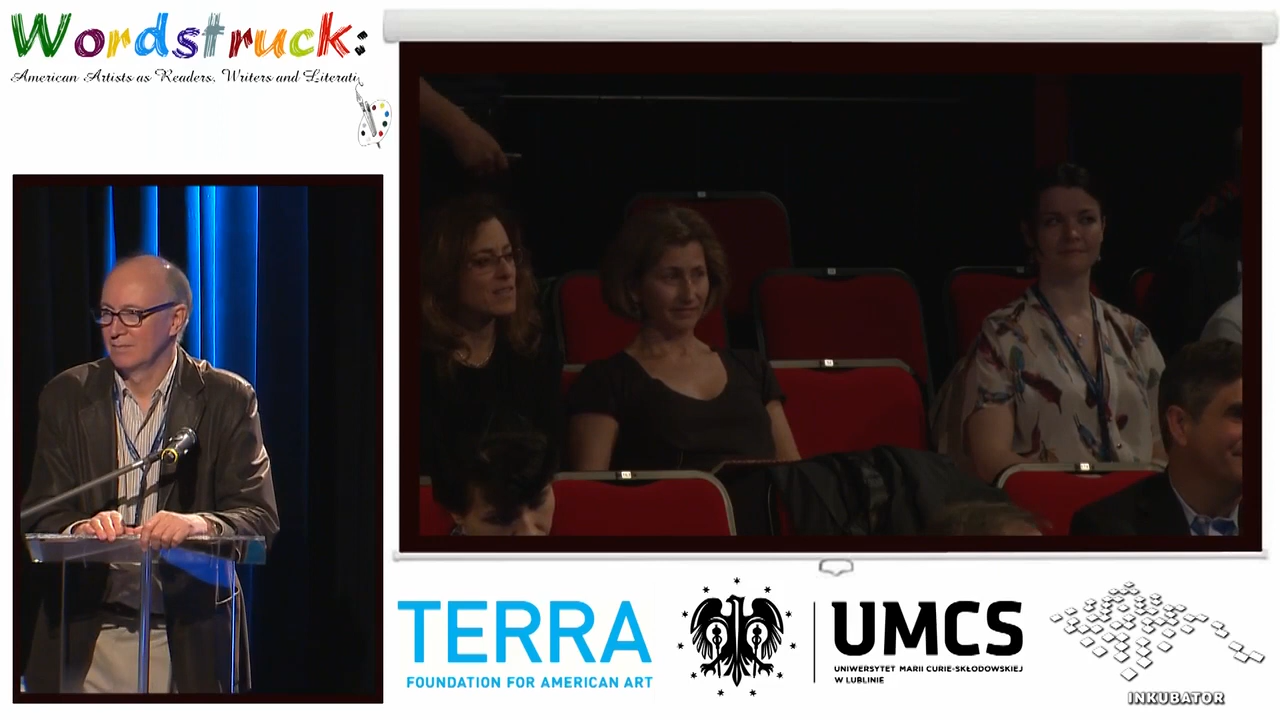 Wordstruck:
American Artists as Readers, Writers and Literati
TERRA
FOUNDATION FOR AMERICAN ART
UMCS
UNIWERSYTET MARII CURIE-SKŁODOWSKIEJ
W LUBLINIE
INKUBATOR